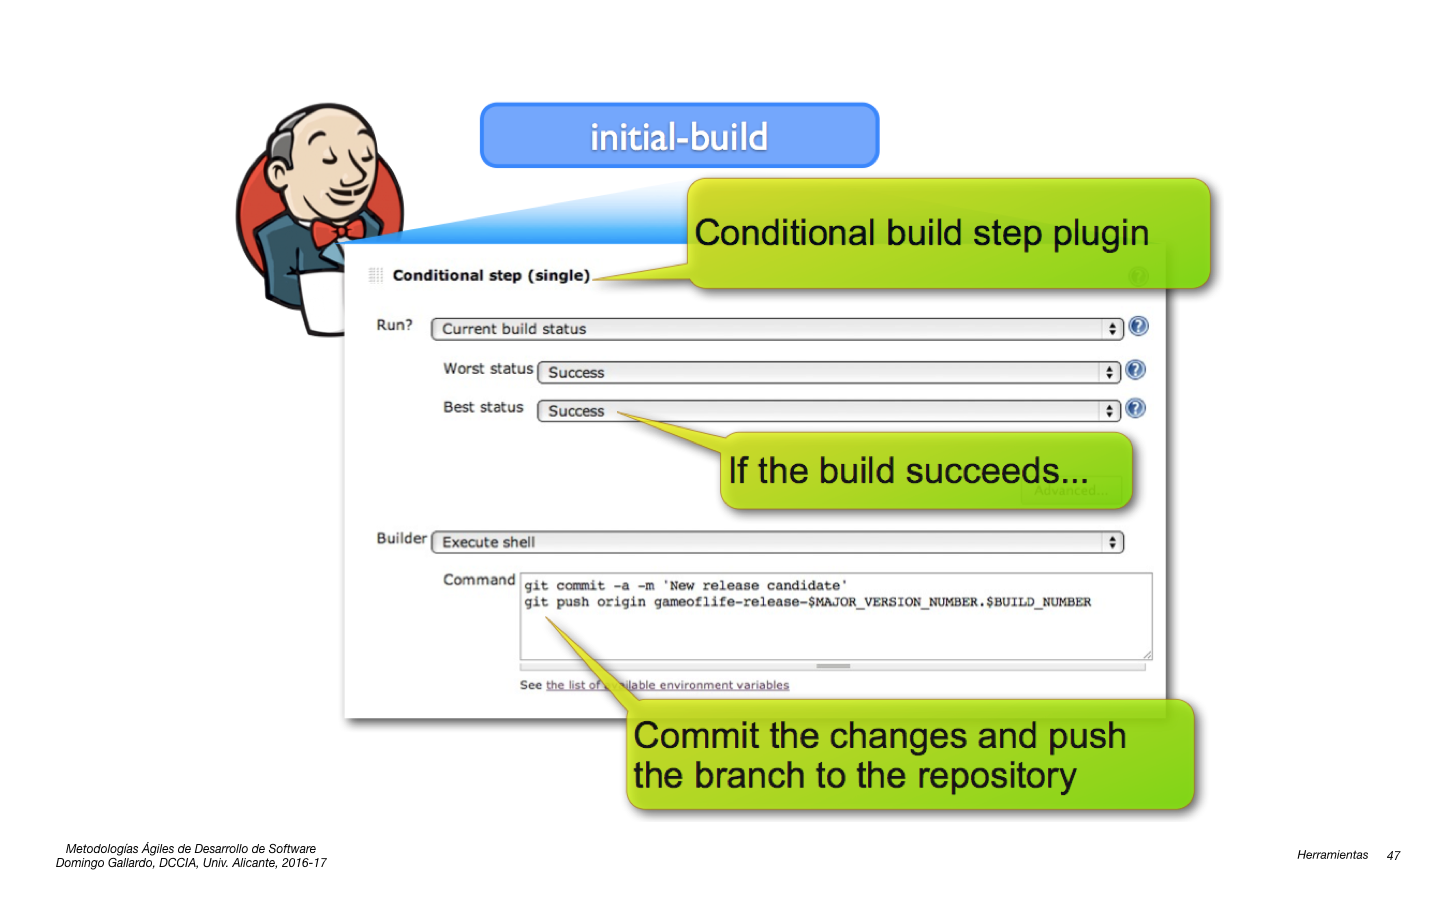 initial-build
Conditional build step plugin
Conditional step (single)
Run? Current build status
Worst status Success
Best status Success
If the build succeeds...
Advanced...
Builder Execute shell
Command
git commit -a -m 'New release candidate'
git push origin gameoflife-release-$MAJOR_VERSION_NUMBER.$BUILD_NUMBER
See the list of available environment variables
Commit the changes and push
the branch to the repository
Metodologías Ágiles de Desarrollo de Software
Domingo Gallardo, DCCIA, Univ. Alicante, 2016-17
Herramientas 47